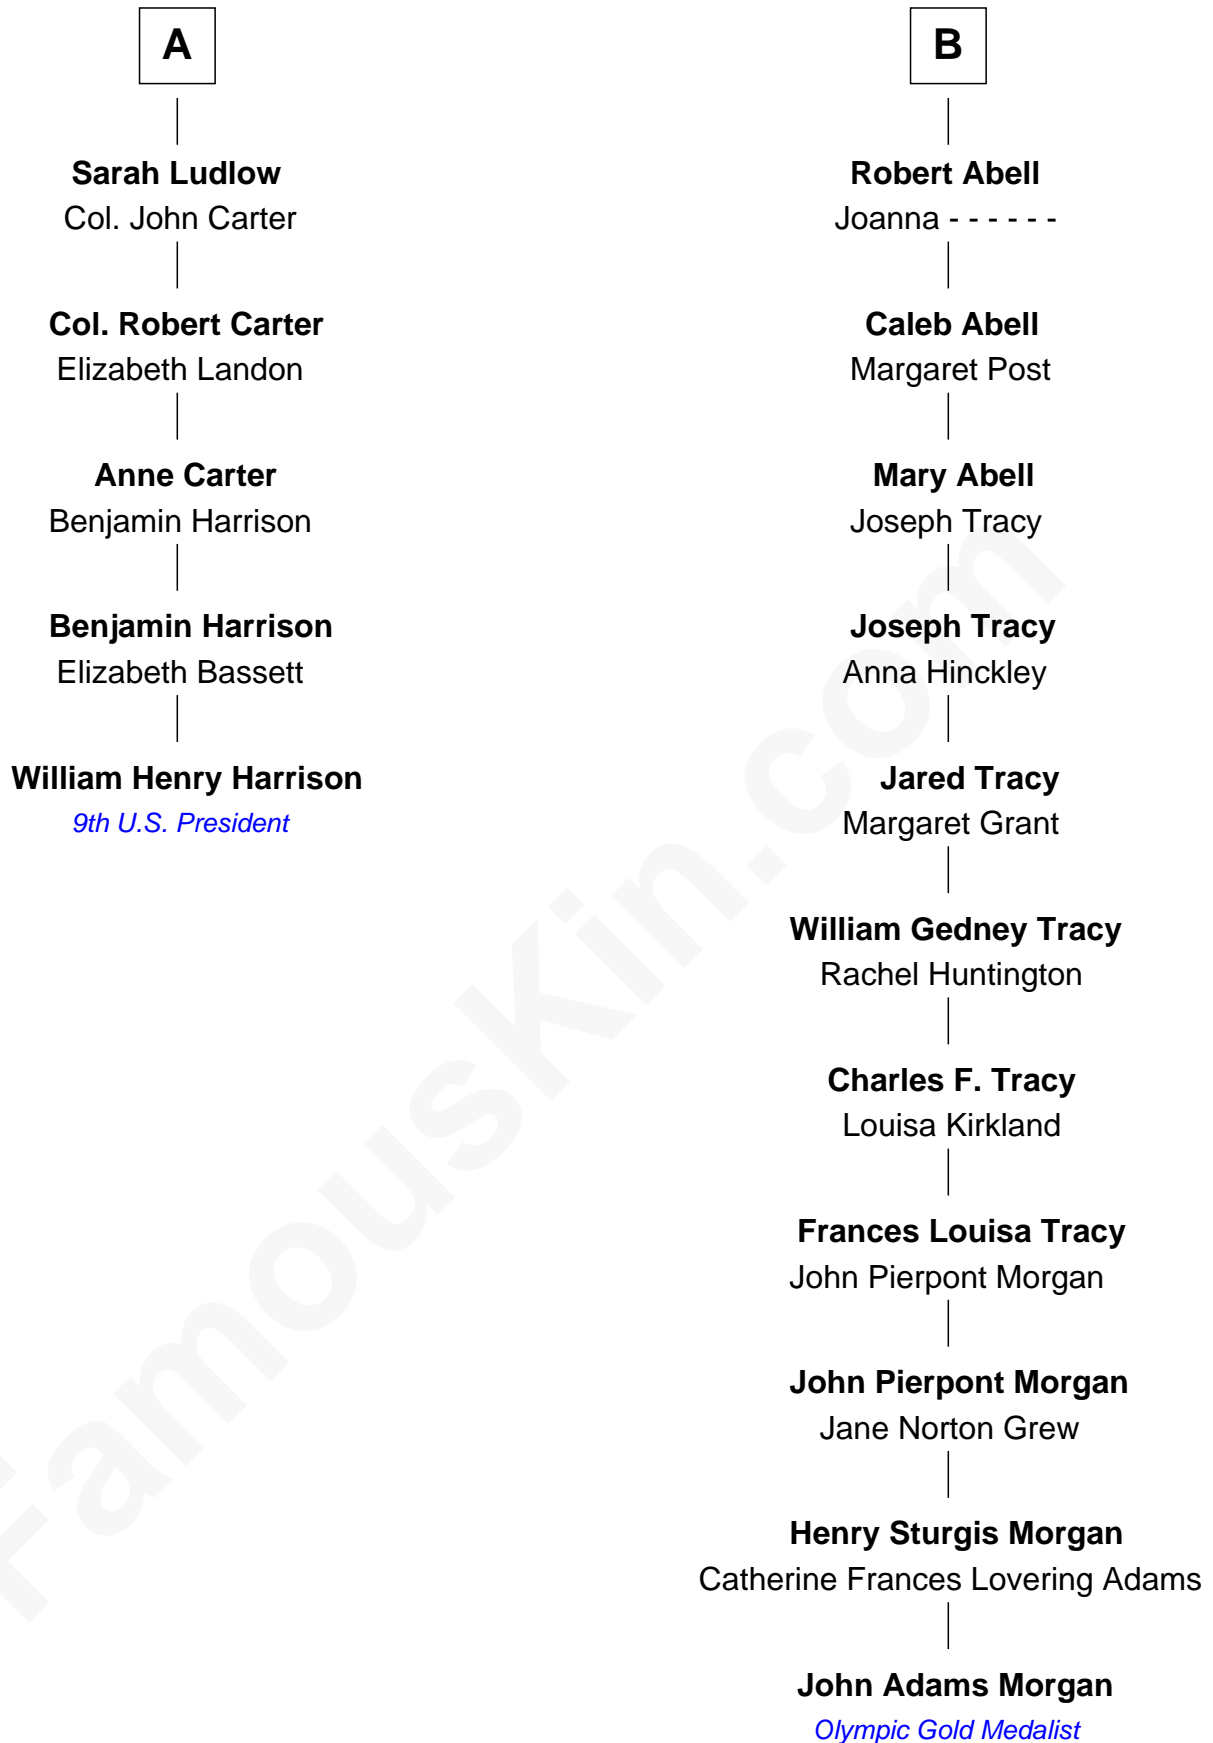 A
Sarah Ludlow
Col. John Carter
Col. Robert Carter
Elizabeth Landon
Anne Carter
Benjamin Harrison
Benjamin Harrison
Elizabeth Bassett
William Henry Harrison
9th U.S. President
B
Robert Abell
Joanna - - - - - -
Caleb Abell
Margaret Post
Mary Abell
Joseph Tracy
Joseph Tracy
Anna Hinckley
Jared Tracy
Margaret Grant
William Gedney Tracy
Rachel Huntington
Charles F. Tracy
Louisa Kirkland
Frances Louisa Tracy
John Pierpont Morgan
John Pierpont Morgan
Jane Norton Grew
Henry Sturgis Morgan
Catherine Frances Lovering Adams
John Adams Morgan
Olympic Gold Medalist
FamousKin.com